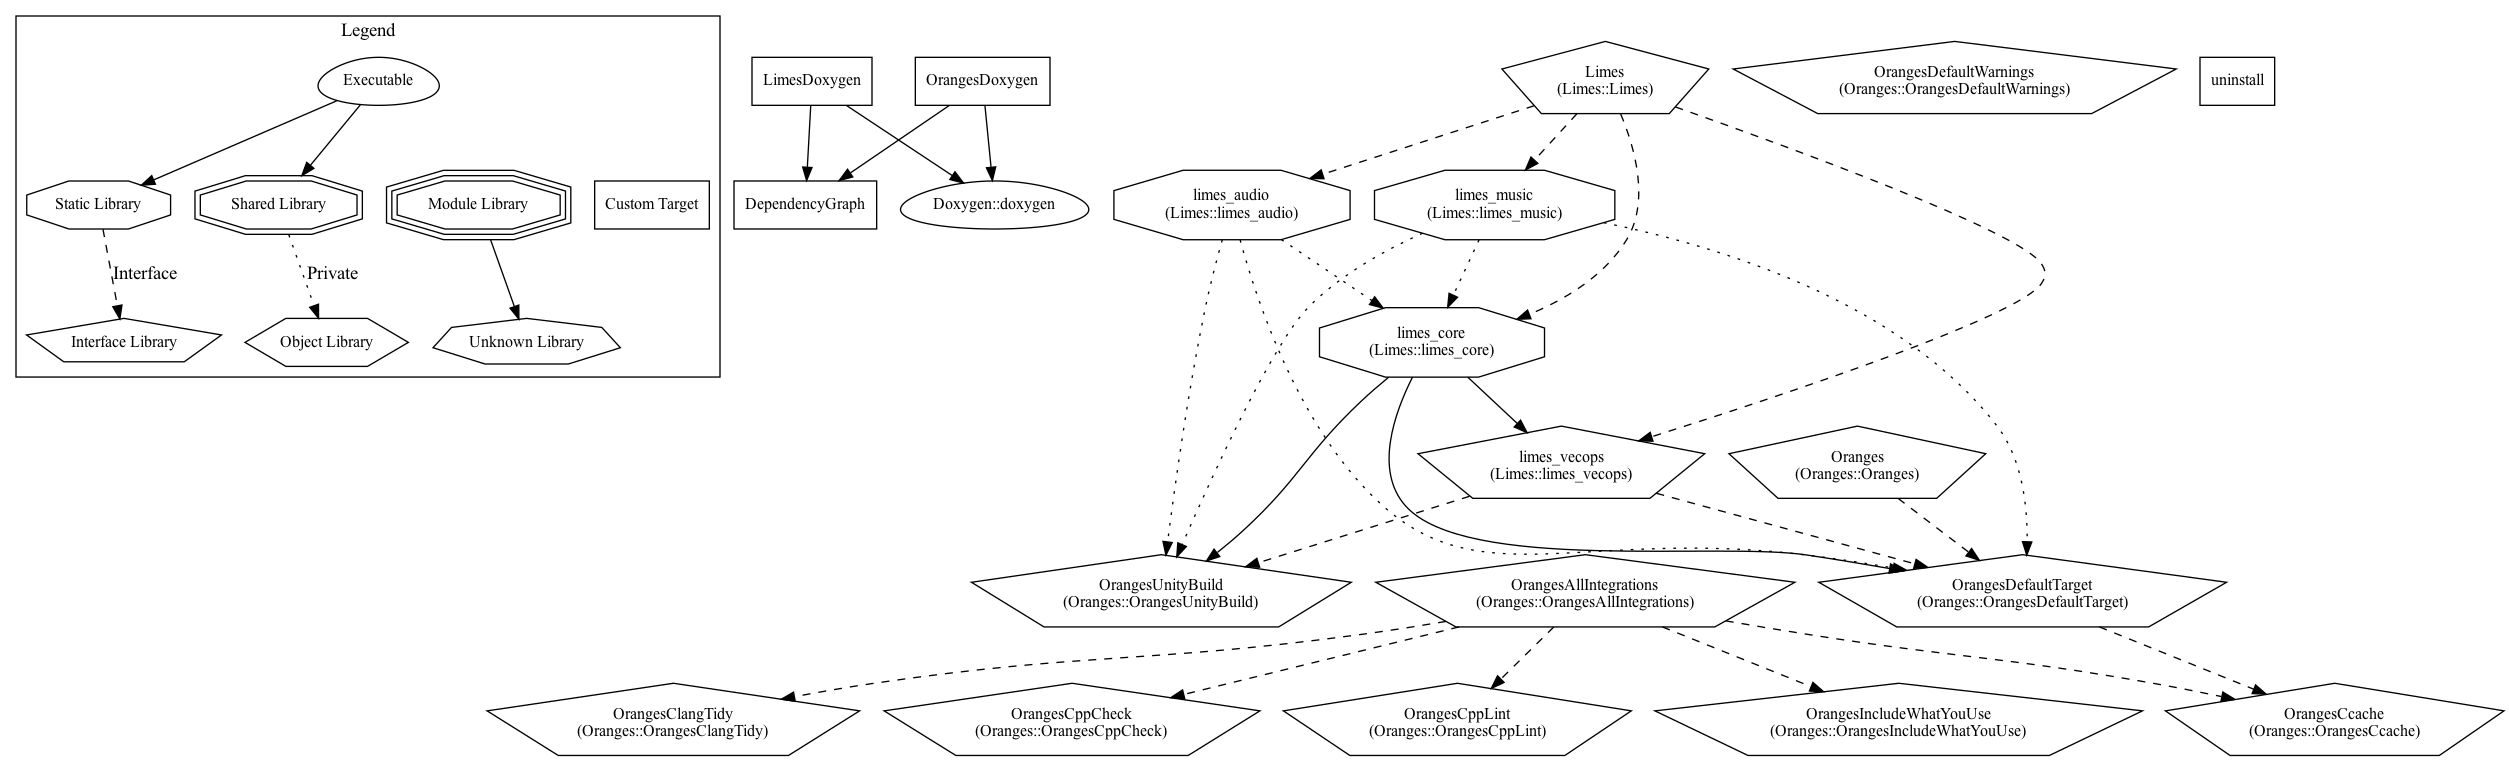 Legend
Executable
Static Library
Shared Library
Module Library
Custom Target
Interface
Private
Interface Library
Object Library
Unknown Library
LimesDoxygen
OrangesDoxygen
DependencyGraph
Doxygen::doxygen
Limes
(Limes::Limes)
OrangesDefaultWarnings
(Oranges::OrangesDefaultWarnings)
uninstall
limes_audio
(Limes::limes_audio)
limes_music
(Limes::limes_music)
limes_core
(Limes::limes_core)
limes_vecops
(Limes::limes_vecops)
Oranges
(Oranges::Oranges)
OrangesUnityBuild
(Oranges::OrangesUnityBuild)
OrangesAllIntegrations
(Oranges::OrangesAllIntegrations)
OrangesDefaultTarget
(Oranges::OrangesDefaultTarget)
OrangesClangTidy
(Oranges::OrangesClangTidy)
OrangesCppCheck
(Oranges::OrangesCppCheck)
OrangesCppLint
(Oranges::OrangesCppLint)
OrangesIncludeWhatYouUse
(Oranges::OrangesIncludeWhatYouUse)
OrangesCcache
(Oranges::OrangesCcache)